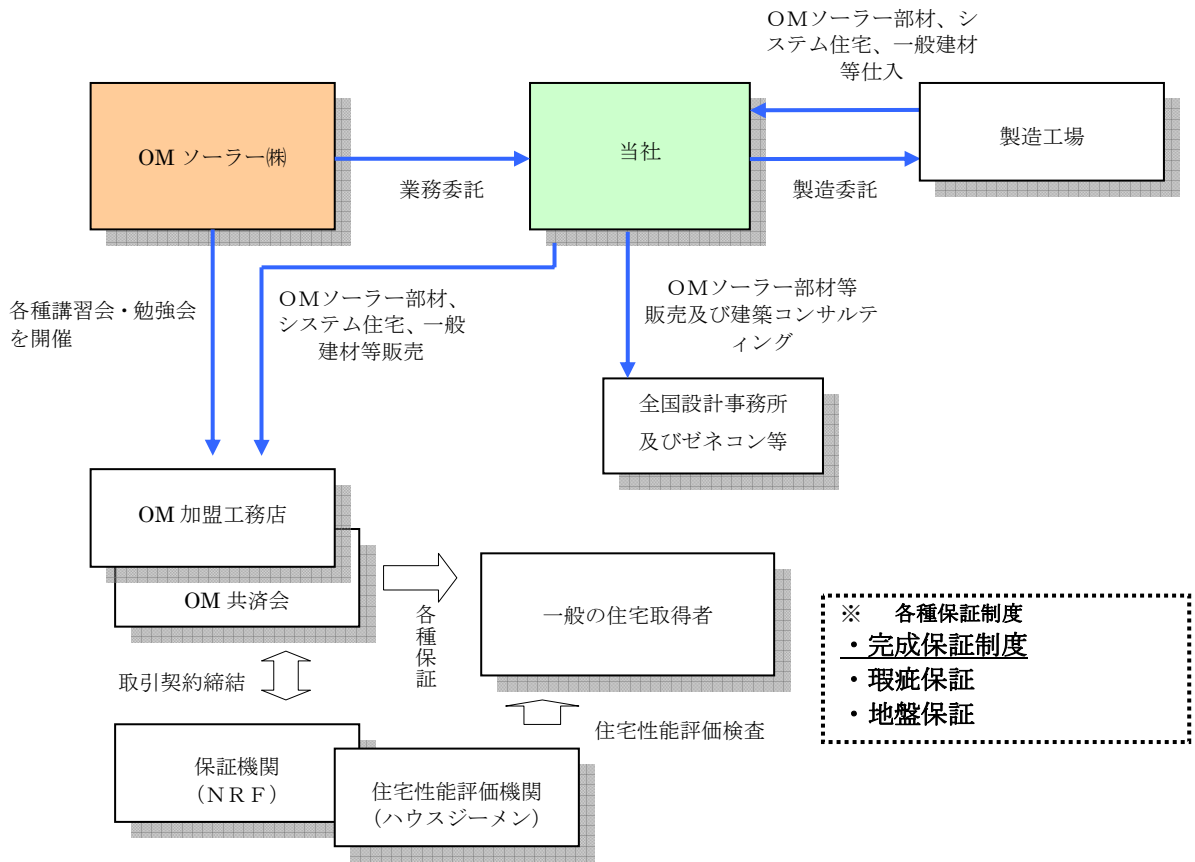 OMソーラー部材、シ
ステム住宅、一般建材
等仕入
OM ソーラー㈱
当社
製造工場
業務委託
製造委託
各種講習会・勉強会
を開催
OMソーラー部材、
システム住宅、一般
建材等販売
OMソーラー部材等
販売及び建築コンサルテ
ィング
全国設計事務所
及びゼネコン等
OM 加盟工務店
OM 共済会
各種保証
一般の住宅取得者
※ 各種保証制度
・完成保証制度
・瑕疵保証
・地盤保証
取引契約締結
住宅性能評価検査
保証機関
(NRF)
住宅性能評価機関
(ハウスジーメン)